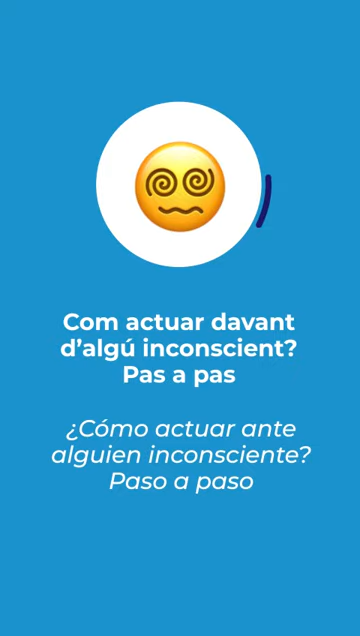 Com actuar davant
d’algú inconscient?
Pas a pas
¿Cómo actuar ante
alguien inconsciente?
Paso a paso